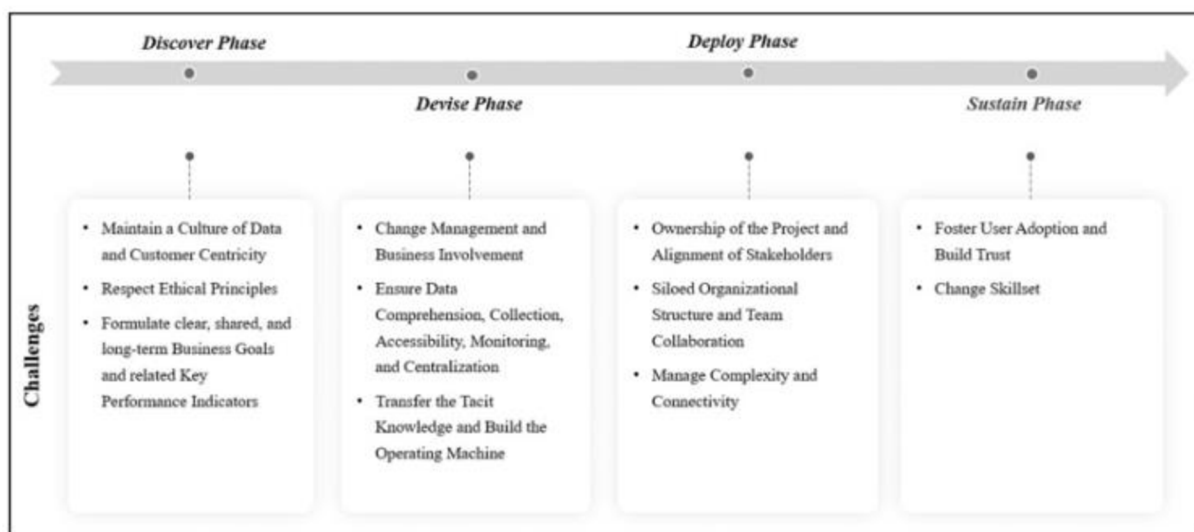 Discover Phase
Deploy Phase
Devise Phase
Sustain Phase
Challenges
• Maintain a Culture of Data
and Customer Centricity
• Respect Ethical Principles
• Formulate clear, shared, and
long-term Business Goals
and related Key
Performance Indicators
• Change Management and
Business Involvement
• Ensure Data
Comprehension, Collection,
Accessibility, Monitoring,
and Centralization
• Transfer the Tacit
Knowledge and Build the
Operating Machine
• Ownership of the Project and
Alignment of Stakeholders
• Siloed Organizational
Structure and Team
Collaboration
• Manage Complexity and
Connectivity
• Foster User Adoption and
Build Trust
• Change Skillset